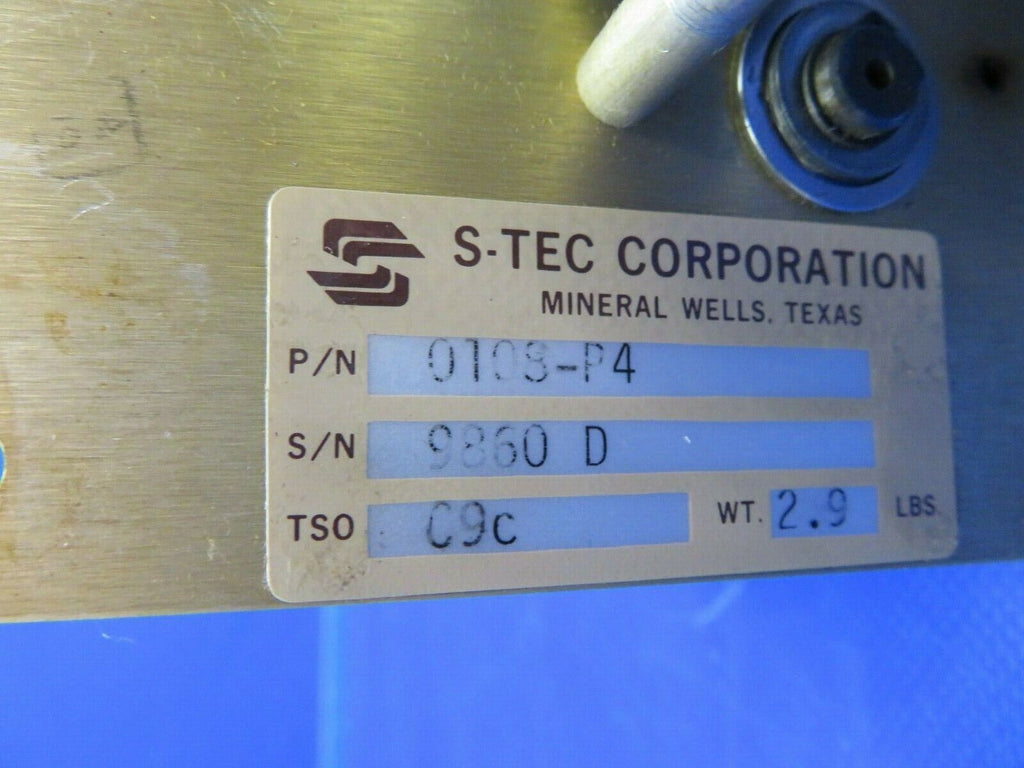 S-TEC CORPORATION
MINERAL WELLS, TEXAS
P/N 0108-P4
S/N 9860 D
TSO C9c WT. 2.9 LBS.